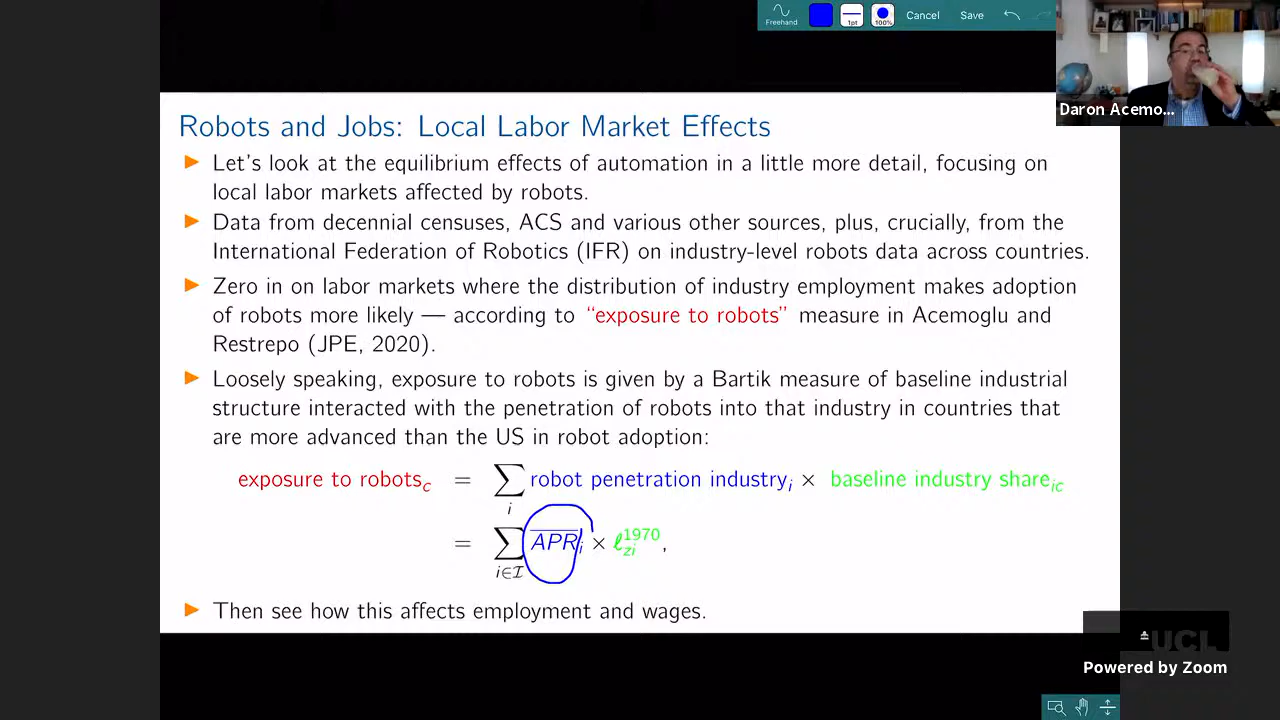 Freehand
1pt
100%
Cancel
Save
Daron Acemo...
Robots and Jobs: Local Labor Market Effects
Let's look at the equilibrium effects of automation in a little more detail, focusing on
local labor markets affected by robots.
Data from decennial censuses, ACS and various other sources, plus, crucially, from the
International Federation of Robotics (IFR) on industry-level robots data across countries.
Zero in on labor markets where the distribution of industry employment makes adoption
of robots more likely — according to "exposure to robots" measure in Acemoglu and
Restrepo (JPE, 2020).
Loosely speaking, exposure to robots is given by a Bartik measure of baseline industrial
structure interacted with the penetration of robots into that industry in countries that
are more advanced than the US in robot adoption:
exposure to robots_c = ∑_i robot penetration industry_i × baseline industry share_ic
= ∑_{i∈I} \overline{APR}_i × ℓ_{zi}^{1970},
Then see how this affects employment and wages.
UCL
Powered by Zoom